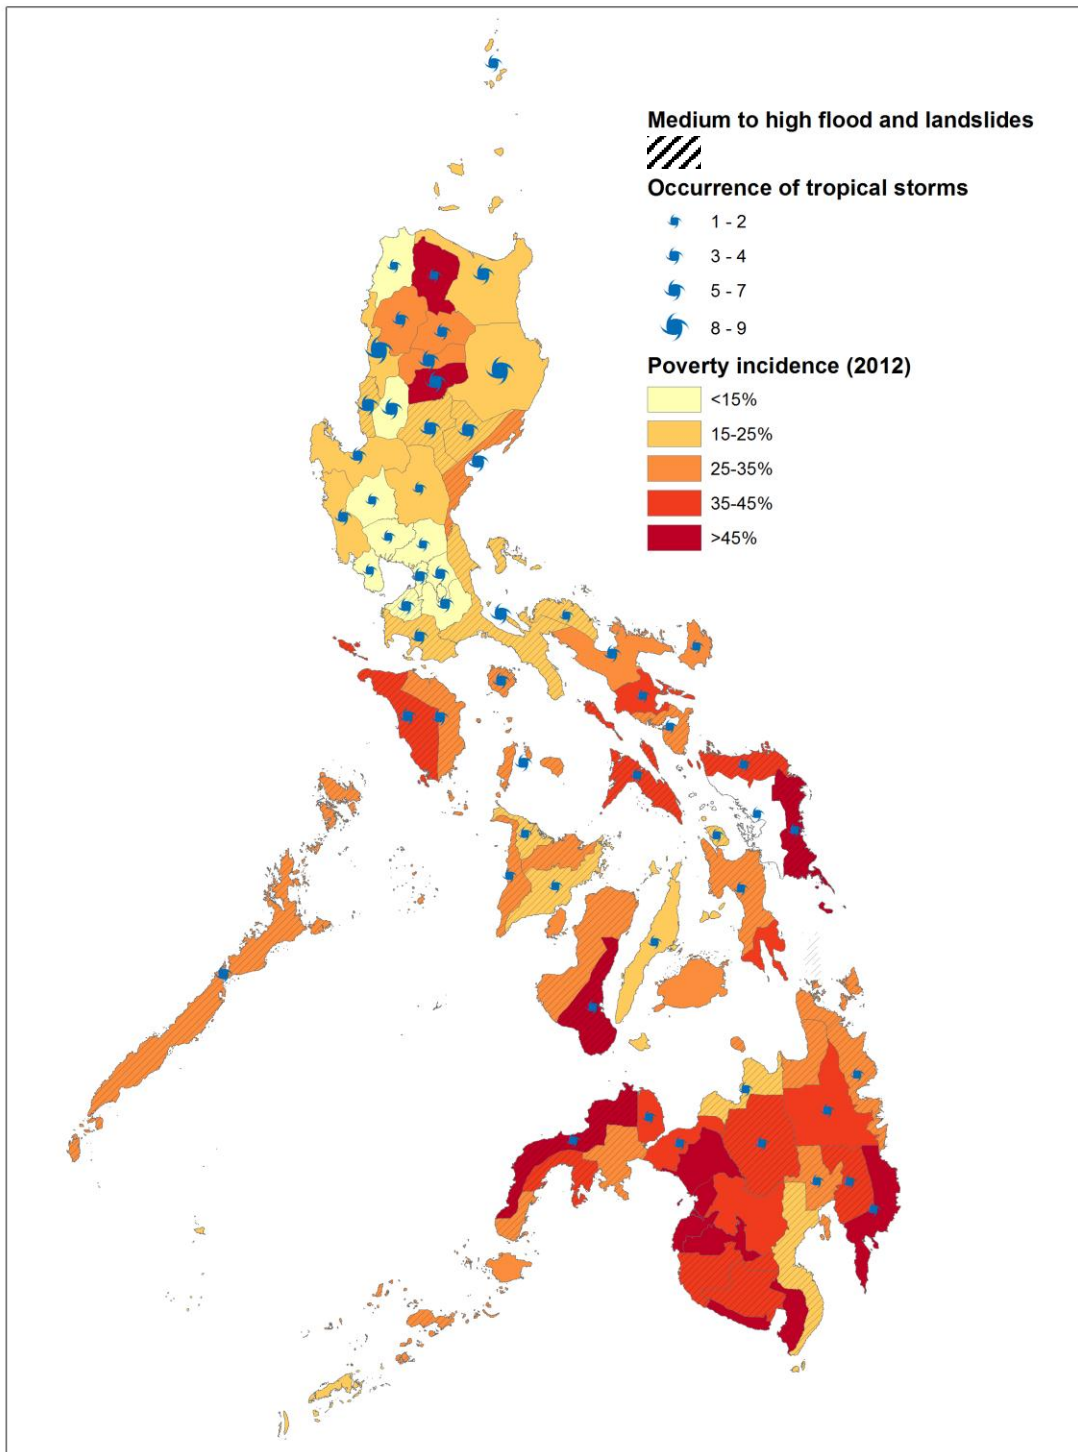 Medium to high flood and landslides
Occurrence of tropical storms
1 - 2
3 - 4
5 - 7
8 - 9
Poverty incidence (2012)
<15%
15-25%
25-35%
35-45%
>45%